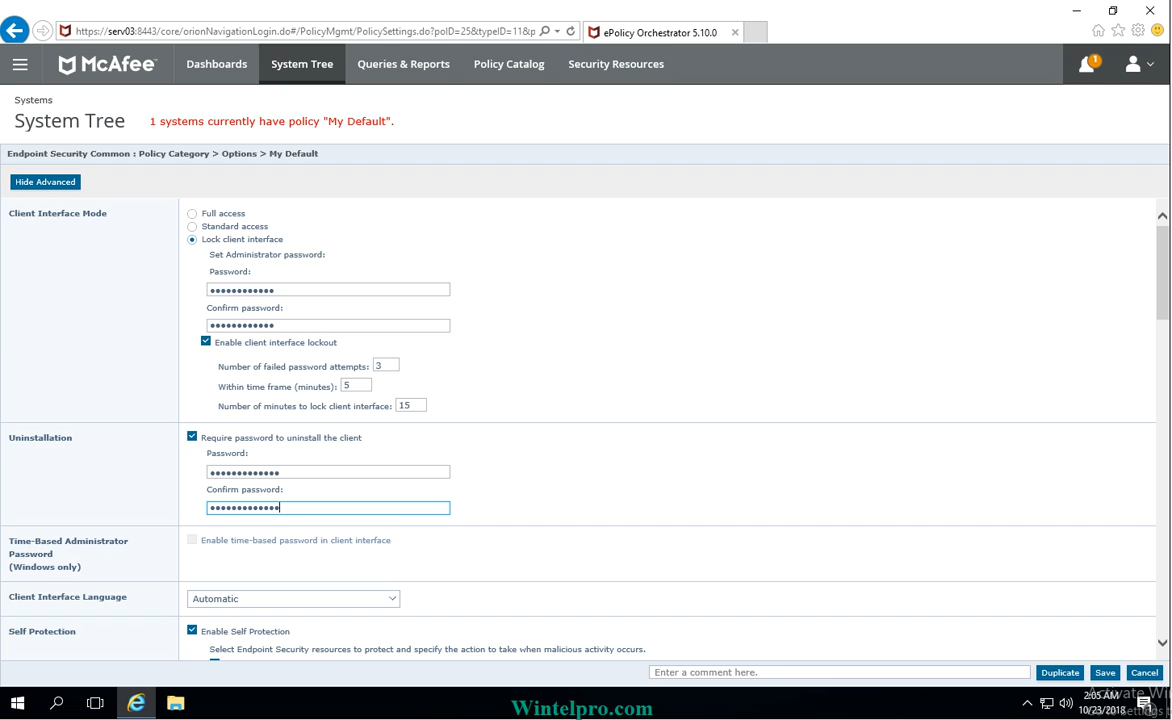 https://serv03:8443/core/orionNavigationLogin.do#/PolicyMgmt/PolicySettings.do?polD=25&typeID=11&p
ePolicy Orchestrator 5.10.0
McAfee
Dashboards
System Tree
Queries & Reports
Policy Catalog
Security Resources
1
Systems
System Tree
1 systems currently have policy "My Default".
Endpoint Security Common : Policy Category > Options > My Default
Hide Advanced
Client Interface Mode
Full access
Standard access
Lock client interface
Set Administrator password:
Password:
••••••••••••
Confirm password:
••••••••••••
Enable client interface lockout
Number of failed password attempts: 3
Within time frame (minutes): 5
Number of minutes to lock client interface: 15
Uninstallation
Require password to uninstall the client
Password:
•••••••••••••
Confirm password:
•••••••••••••
Time-Based Administrator
Password
(Windows only)
Enable time-based password in client interface
Client Interface Language
Automatic
Self Protection
Enable Self Protection
Select Endpoint Security resources to protect and specify the action to take when malicious activity occurs.
Enter a comment here.
Duplicate
Save
Cancel
Activate Wi
2:05 AM
10/23/2018
Wintelpro.com